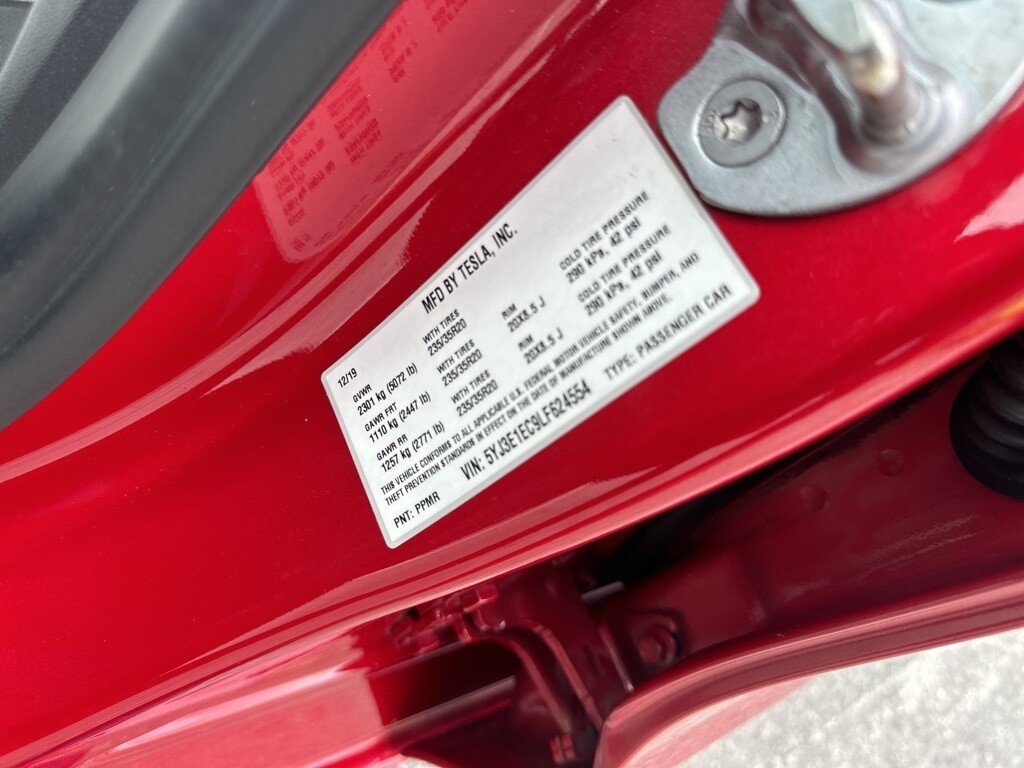 MFD BY TESLA, INC.
12/19
GVWR
2301 kg (5072 lb)
WITH TIRES
235/35R20
RIM
20X8.5 J
COLD TIRE PRESSURE
290 kPa, 42 psi
GAWR FRT
1110 kg (2447 lb)
WITH TIRES
235/35R20
RIM
20X8.5 J
COLD TIRE PRESSURE
290 kPa, 42 psi
GAWR RR
1257 kg (2771 lb)
WITH TIRES
235/35R20
THIS VEHICLE CONFORMS TO ALL APPLICABLE U.S. FEDERAL MOTOR VEHICLE SAFETY, BUMPER, AND
THEFT PREVENTION STANDARDS IN EFFECT ON THE DATE OF MANUFACTURE SHOWN ABOVE.
PNT: PPMR VIN: 5YJ3E1EC9LF624554 TYPE: PASSENGER CAR